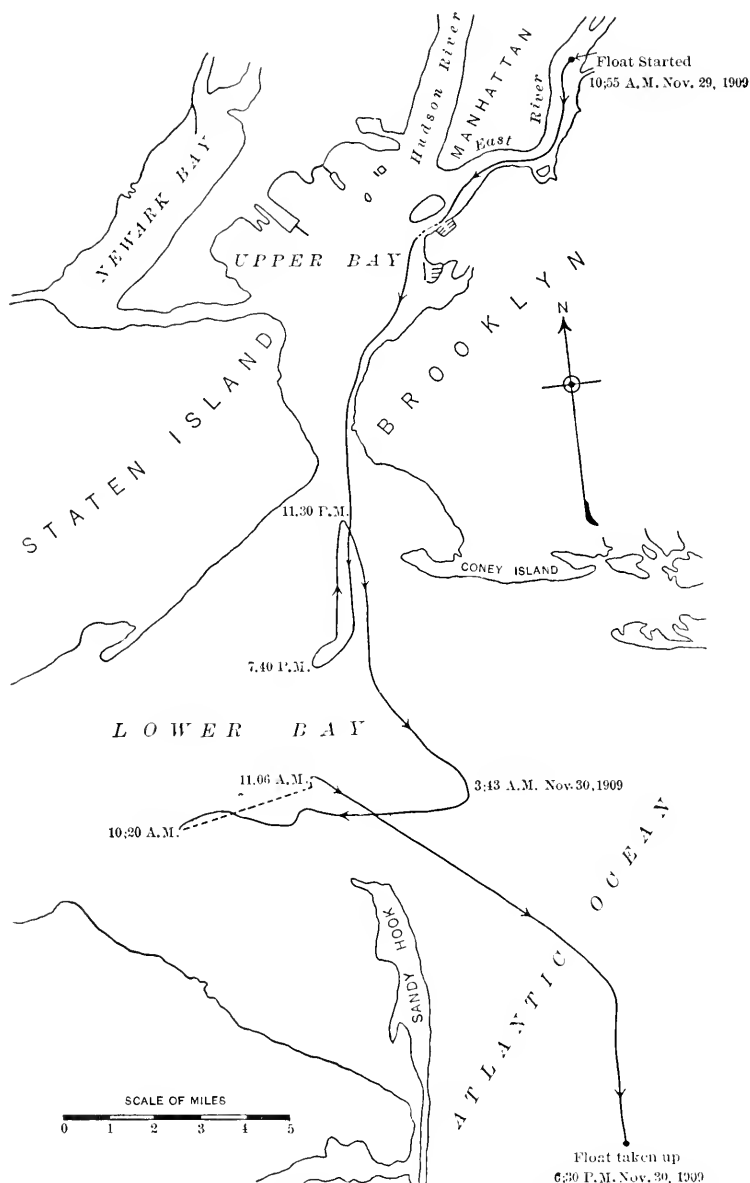 Hudson River
MANHATTAN
East River
Float Started
10;55 A.M. Nov. 29, 1909
NEWARK BAY
UPPER BAY
BROOKLYN
N
STATEN ISLAND
11.30 P.M.
CONEY ISLAND
7.40 P.M.
LOWER BAY
11.06 A.M.
3;43 A.M. Nov.30,1909
10;20 A.M.
ATLANTIC OCEAN
SANDY HOOK
SCALE OF MILES
0 1 2 3 4 5
Float taken up
6:30 P.M. Nov. 30, 1909